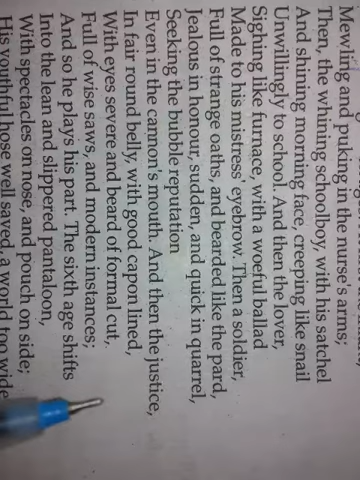 Mewling and puking in the nurse's arms;
Then, the whining schoolboy, with his satchel
And shining morning face, creeping like snail
Unwillingly to school. And then the lover,
Sighing like furnace, with a woeful ballad
Made to his mistress' eyebrow. Then a soldier,
Full of strange oaths, and bearded like the pard,
Jealous in honour, sudden, and quick in quarrel,
Seeking the bubble reputation
Even in the cannon's mouth. And then the justice,
In fair round belly, with good capon lined,
With eyes severe and beard of formal cut,
Full of wise saws, and modern instances;
And so he plays his part. The sixth age shifts
Into the lean and slippered pantaloon,
With spectacles on nose, and pouch on side;
His youthful hose well saved, a world too wide